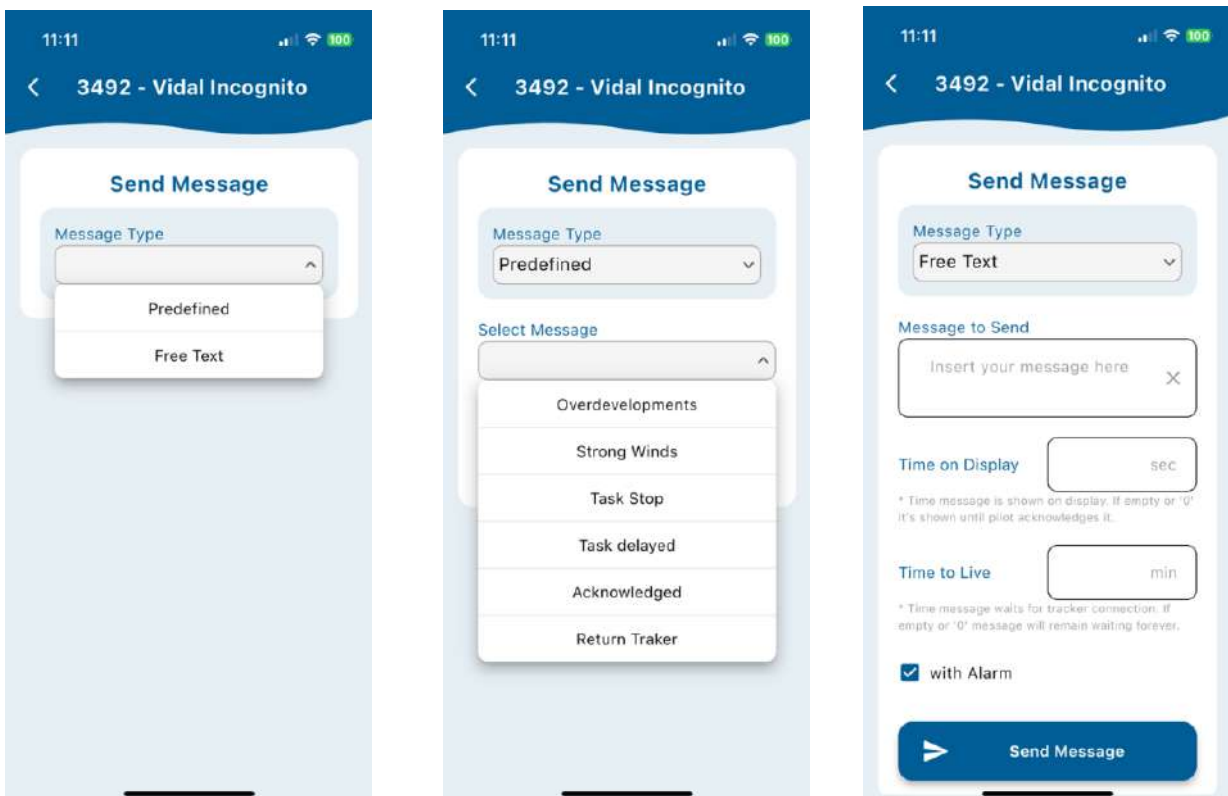 11:11
100
3492 - Vidal Incognito
Send Message
Message Type
Predefined
Free Text
11:11
100
3492 - Vidal Incognito
Send Message
Message Type
Predefined
Select Message
Overdevelopments
Strong Winds
Task Stop
Task delayed
Acknowledged
Return Traker
11:11
100
3492 - Vidal Incognito
Send Message
Message Type
Free Text
Message to Send
Insert your message here
Time on Display
sec
* Time message is shown on display. If empty or '0'
it's shown until pilot acknowledges it.
Time to Live
min
* Time message waits for tracker connection. If
empty or '0' message will remain waiting forever.
with Alarm
Send Message